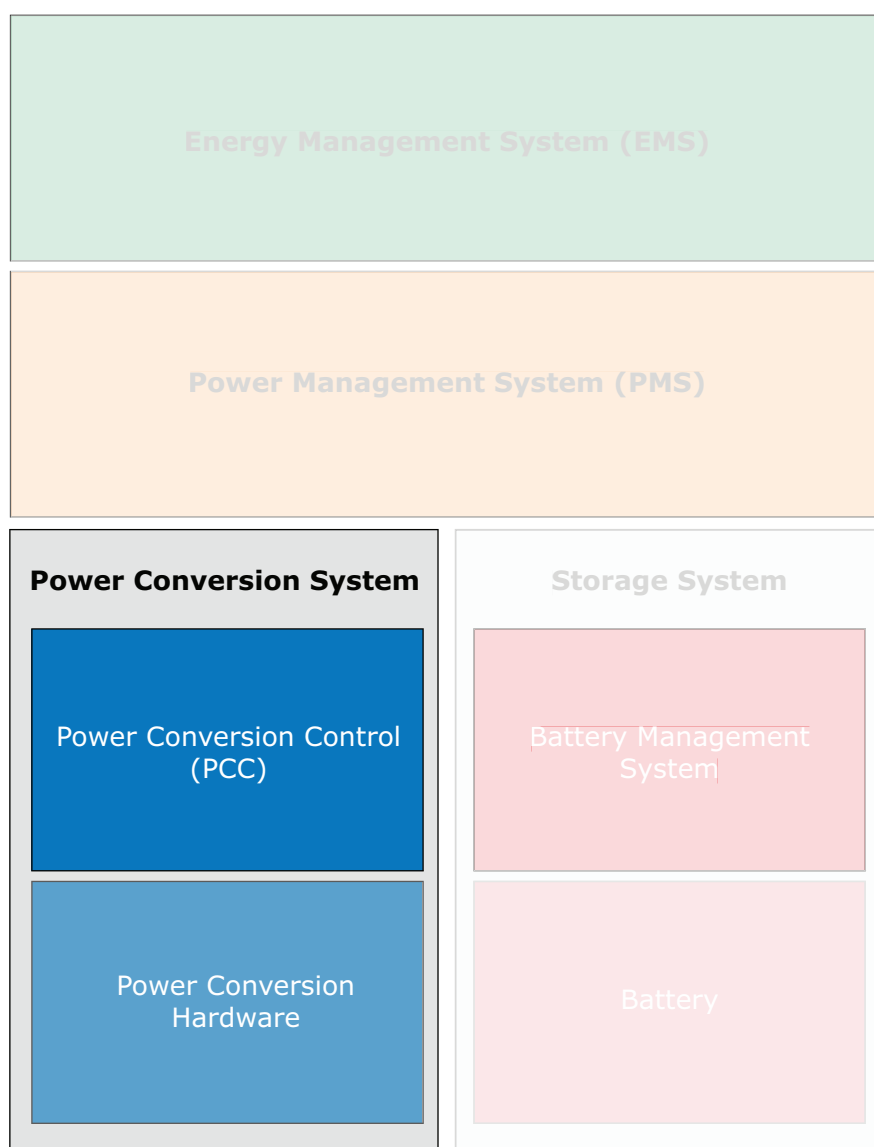 Energy Management System (EMS)
Power Management System (PMS)
Power Conversion System
Storage System
Power Conversion Control
(PCC)
Battery Management
System
Power Conversion
Hardware
Battery